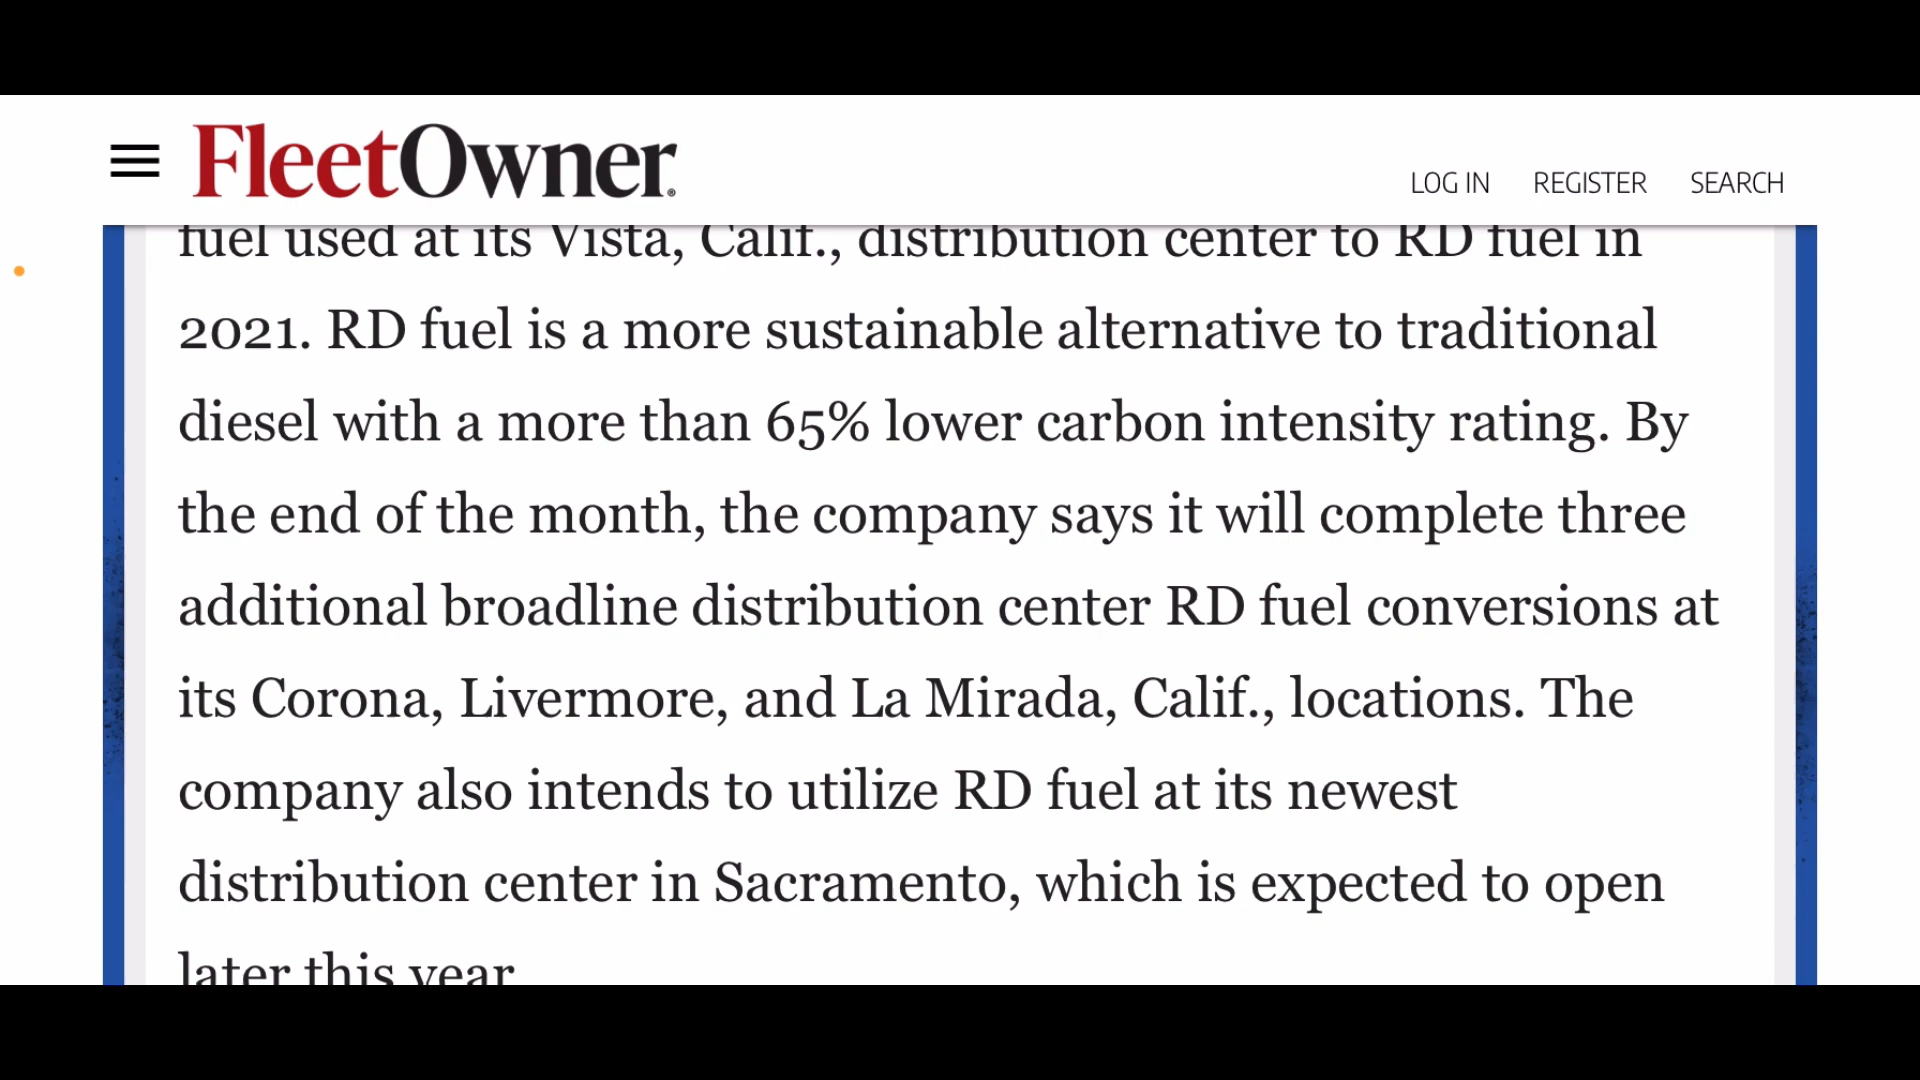 FleetOwner®
LOG IN REGISTER SEARCH
fuel used at its Vista, Calif., distribution center to RD fuel in
2021. RD fuel is a more sustainable alternative to traditional
diesel with a more than 65% lower carbon intensity rating. By
the end of the month, the company says it will complete three
additional broadline distribution center RD fuel conversions at
its Corona, Livermore, and La Mirada, Calif., locations. The
company also intends to utilize RD fuel at its newest
distribution center in Sacramento, which is expected to open
later this year